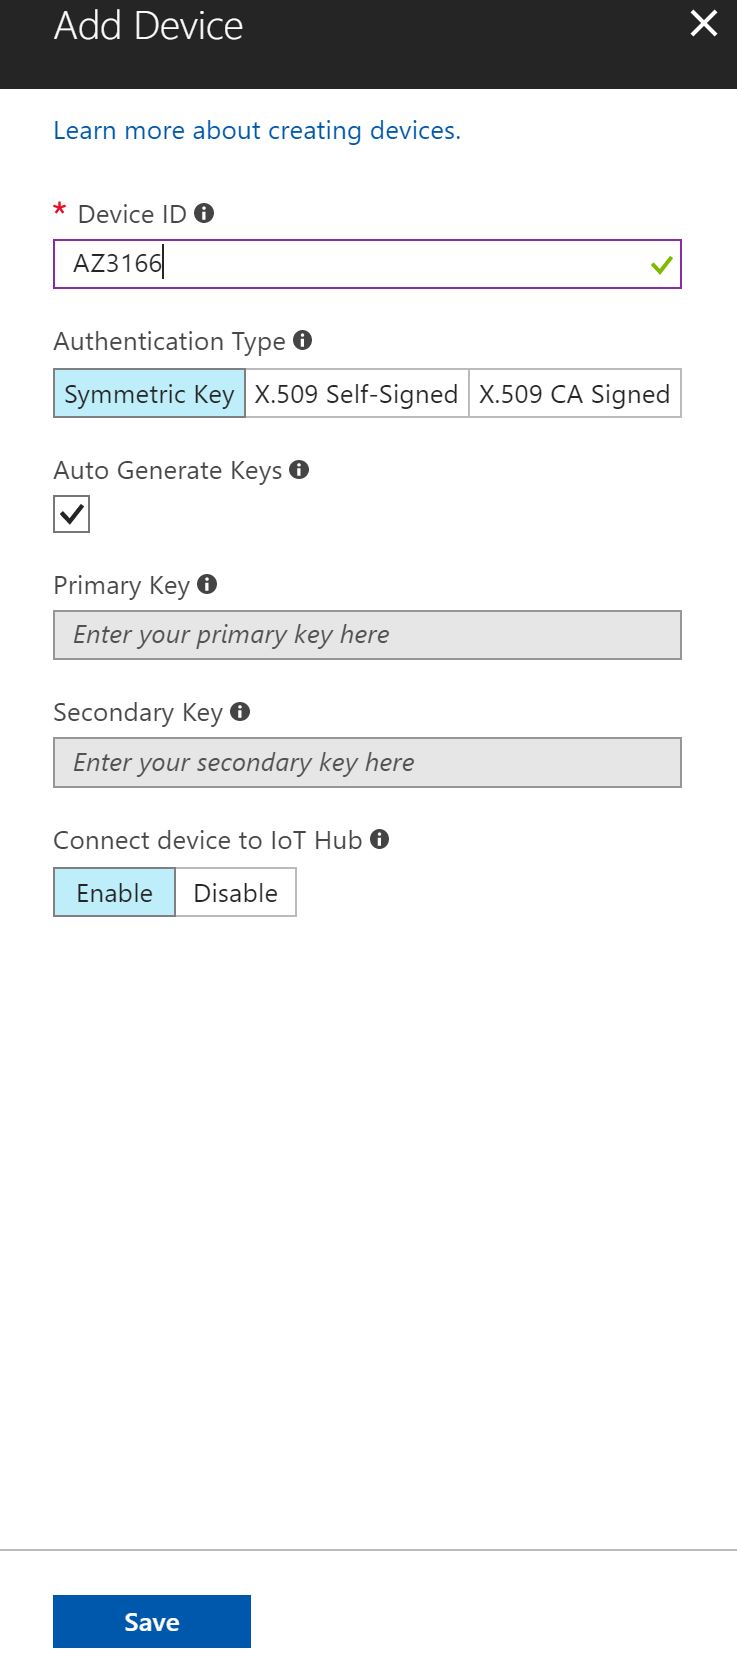 Add Device
Learn more about creating devices.
* Device ID
AZ3166
Authentication Type
Symmetric Key X.509 Self-Signed X.509 CA Signed
Auto Generate Keys
Primary Key
Enter your primary key here
Secondary Key
Enter your secondary key here
Connect device to IoT Hub
Enable Disable
Save